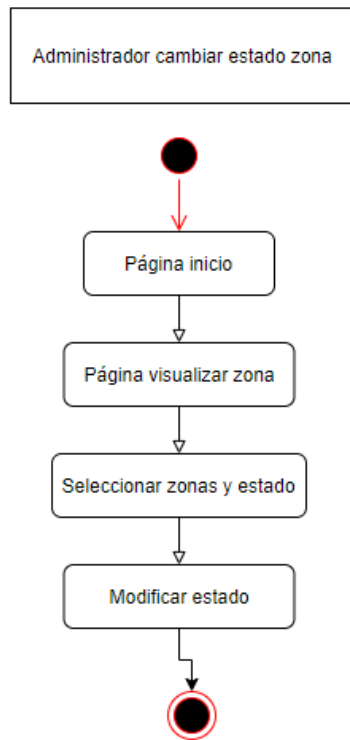 Administrador cambiar estado zona
Página inicio
Página visualizar zona
Seleccionar zonas y estado
Modificar estado